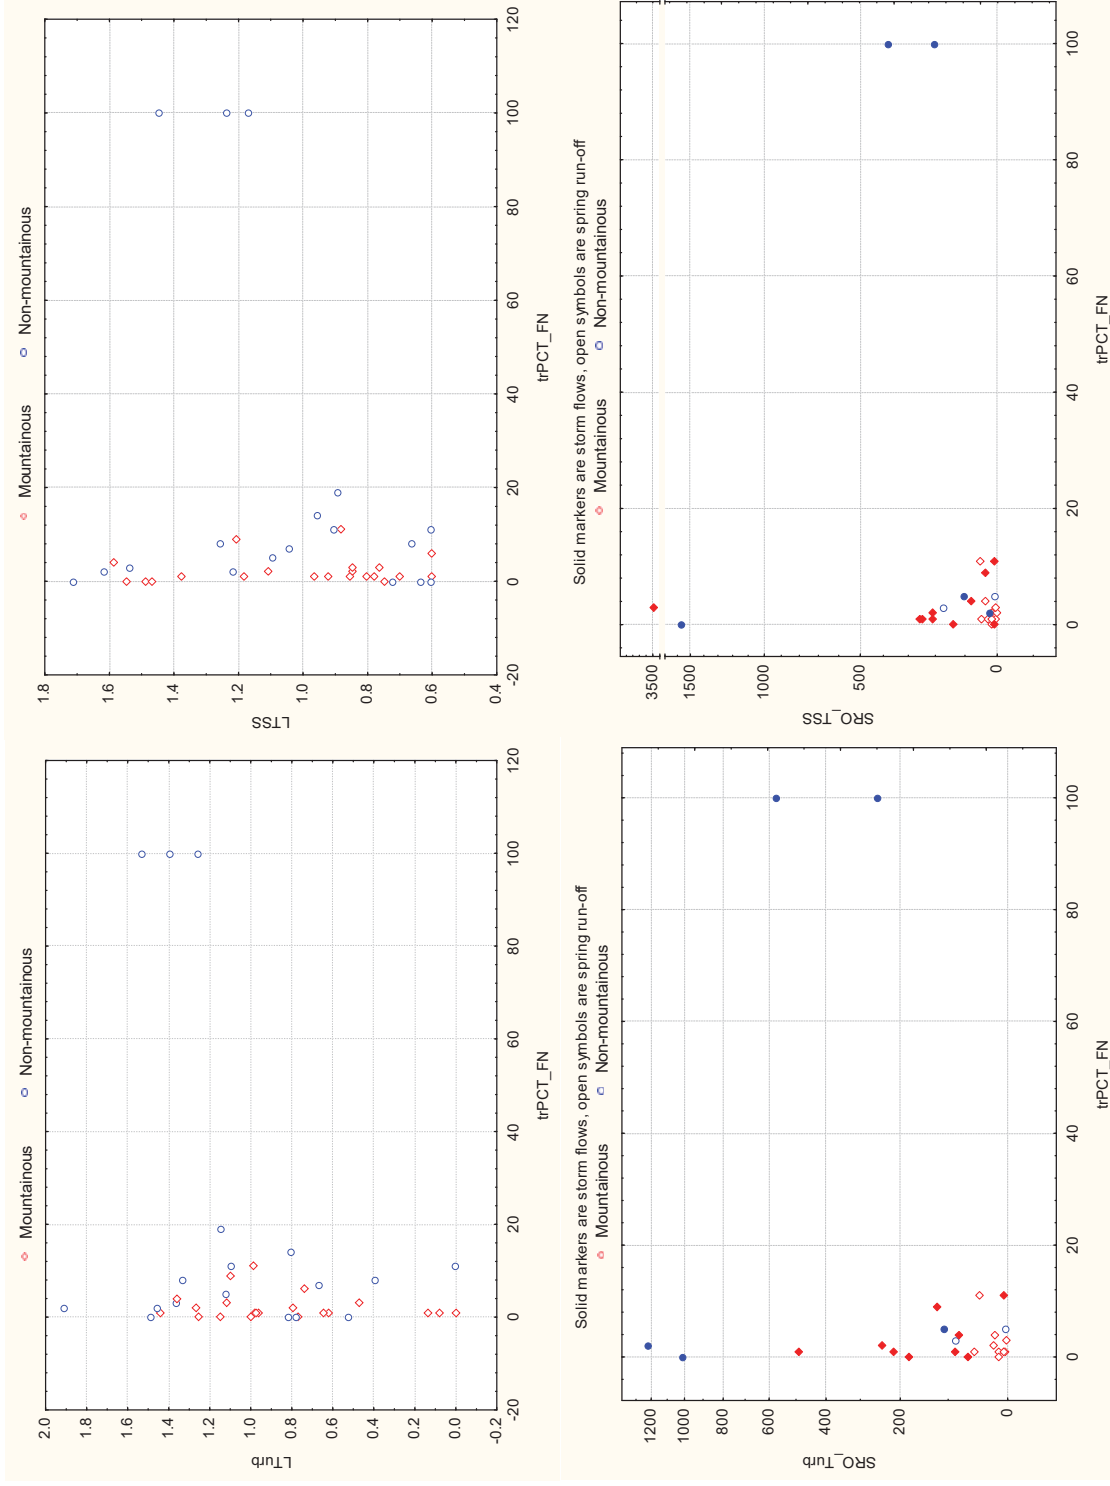 Mountainous Non-mountainous
2.0
1.8
1.6
1.4
1.2
1.0
0.8
0.6
0.4
0.2
0.0
-0.2
LTurb
-20 0 20 40 60 80 100 120
trPCT_FN
Mountainous Non-mountainous
1.8
1.6
1.4
1.2
1.0
0.8
0.6
0.4
LTSS
-20 0 20 40 60 80 100 120
trPCT_FN
Solid markers are storm flows, open symbols are spring run-off
Mountainous Non-mountainous
1200
1000
600
400
200
0
SRO_Turb
0 20 40 60 80 100
trPCT_FN
Solid markers are storm flows, open symbols are spring run-off
Mountainous Non-mountainous
3500
1500
1000
500
0
SRO_TSS
0 20 40 60 80 100
trPCT_FN